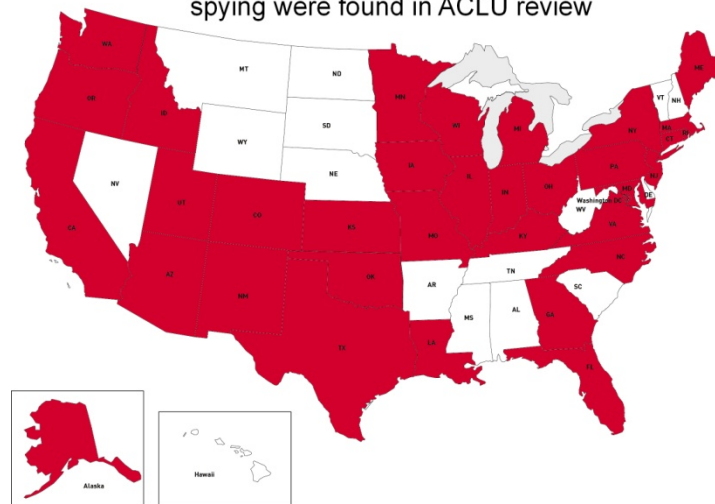 spying were found in ACLU review
WA
MT
ND
MN
ME
OR
ID
WY
SD
WI
MI
VT
NH
NY
MA
CT
RI
NV
UT
CO
NE
IA
IL
IN
OH
PA
NJ
MD
DE
Washington DC
WV
VA
CA
AZ
NM
KS
MO
KY
NC
OK
AR
TN
SC
TX
LA
MS
AL
GA
FL
Alaska
Hawaii